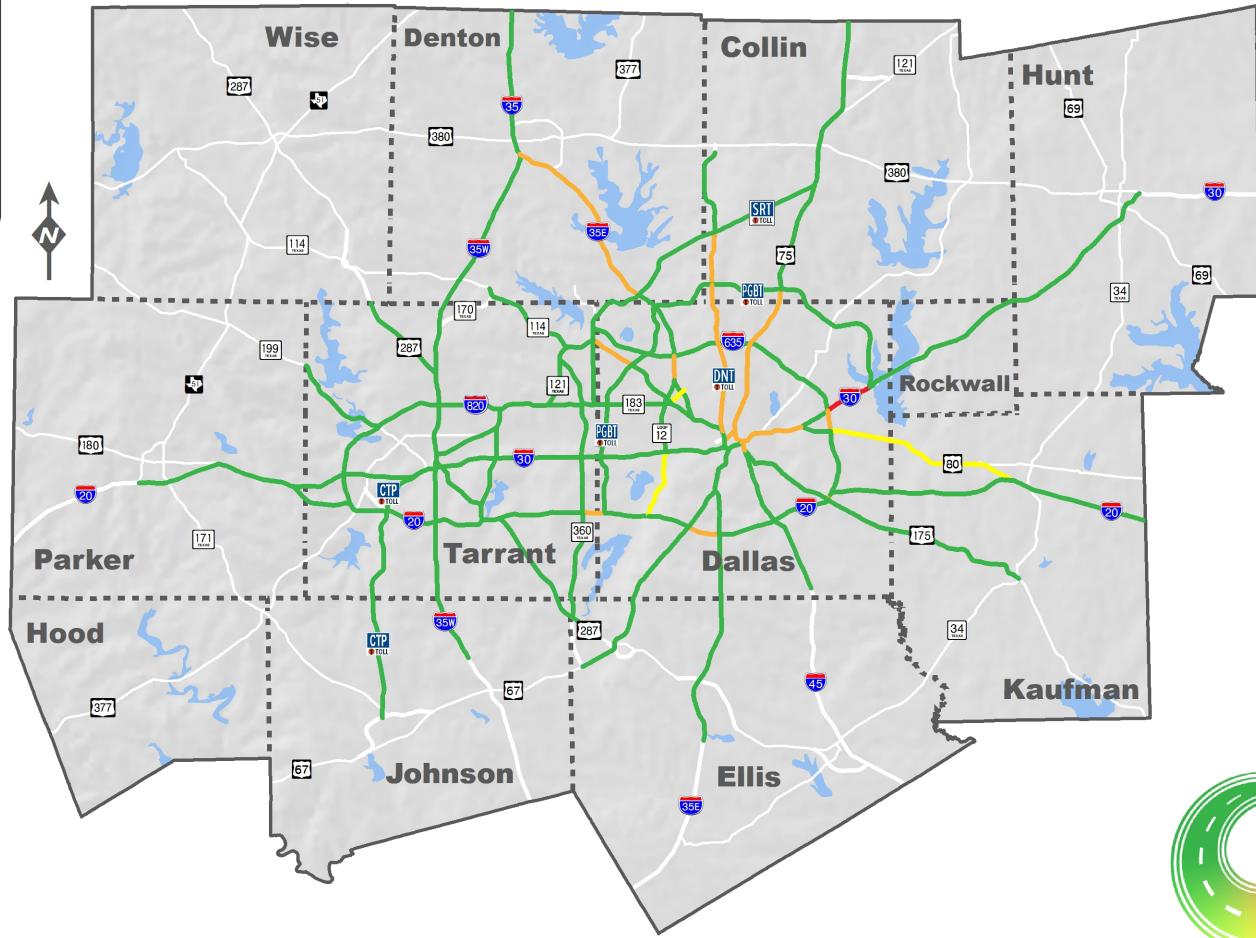 Wise
Denton
Collin
Hunt
121
TEXAS
377
287
51
69
35
380
380
30
SRT
TOLL
35E
114
TEXAS
35W
75
69
PGBT
TOLL
34
TEXAS
170
TEXAS
114
TEXAS
635
287
199
TEXAS
DNT
TOLL
Rockwall
51
121
TEXAS
30
820
183
TEXAS
PGBT
TOLL
LOOP
12
180
30
80
20
CTP
TOLL
20
20
20
360
TEXAS
175
171
TEXAS
Parker
Tarrant
Dallas
Hood
35W
287
34
TEXAS
CTP
TOLL
45
67
Kaufman
377
67
Johnson
Ellis
35E
N